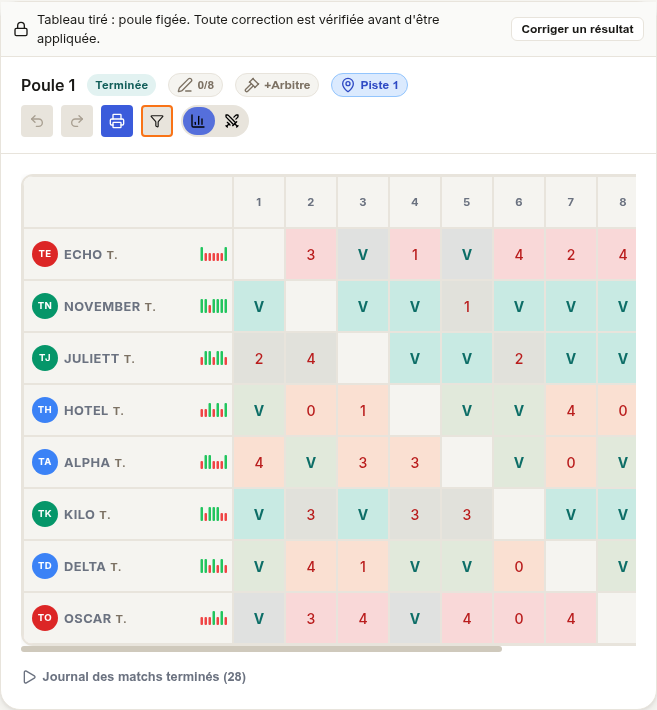 Tableau tiré : poule figée. Toute correction est vérifiée avant d'être
appliquée.
Corriger un résultat
Poule 1 Terminée 0/8 +Arbitre Piste 1
1 2 3 4 5 6 7 8
TE ECHO T. 3 V 1 V 4 2 4
TN NOVEMBER T. V V V 1 V V V
TJ JULIETT T. 2 4 V V 2 V V
TH HOTEL T. V 0 1 V V 4 0
TA ALPHA T. 4 V 3 3 V 0 V
TK KILO T. V 3 V 3 3 V V
TD DELTA T. V 4 1 V V 0 V
TO OSCAR T. V 3 4 V 4 0 4
Journal des matchs terminés (28)